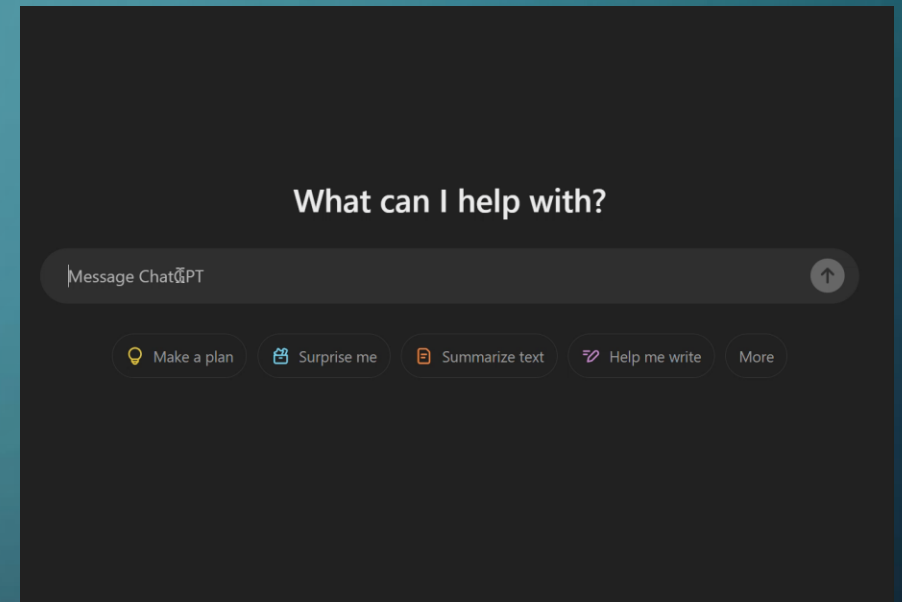 What can I help with?
Message ChatGPT
Make a plan Surprise me Summarize text Help me write More